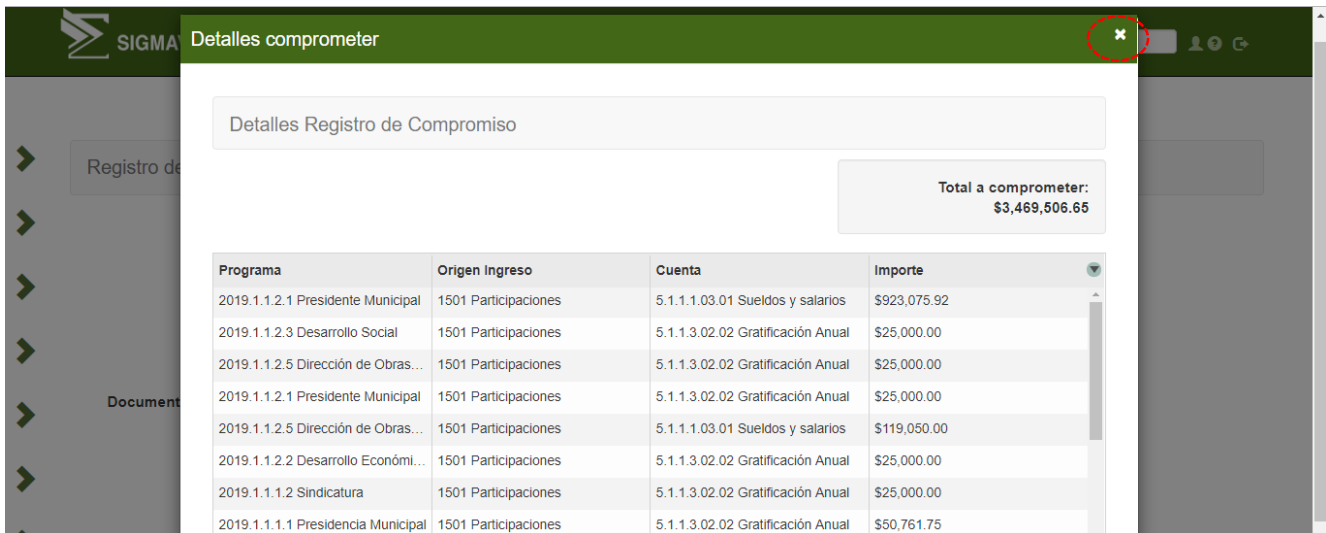 SIGMA
Detalles comprometer
Detalles Registro de Compromiso
Registro de
Total a comprometer:
$3,469,506.65
Programa Origen Ingreso Cuenta Importe
2019.1.1.2.1 Presidente Municipal 1501 Participaciones 5.1.1.1.03.01 Sueldos y salarios $923,075.92
2019.1.1.2.3 Desarrollo Social 1501 Participaciones 5.1.1.3.02.02 Gratificación Anual $25,000.00
2019.1.1.2.5 Dirección de Obras... 1501 Participaciones 5.1.1.3.02.02 Gratificación Anual $25,000.00
2019.1.1.2.1 Presidente Municipal 1501 Participaciones 5.1.1.3.02.02 Gratificación Anual $25,000.00
Document
2019.1.1.2.5 Dirección de Obras... 1501 Participaciones 5.1.1.1.03.01 Sueldos y salarios $119,050.00
2019.1.1.2.2 Desarrollo Económi... 1501 Participaciones 5.1.1.3.02.02 Gratificación Anual $25,000.00
2019.1.1.1.2 Sindicatura 1501 Participaciones 5.1.1.3.02.02 Gratificación Anual $25,000.00
2019.1.1.1.1 Presidencia Municipal 1501 Participaciones 5.1.1.3.02.02 Gratificación Anual $50,761.75